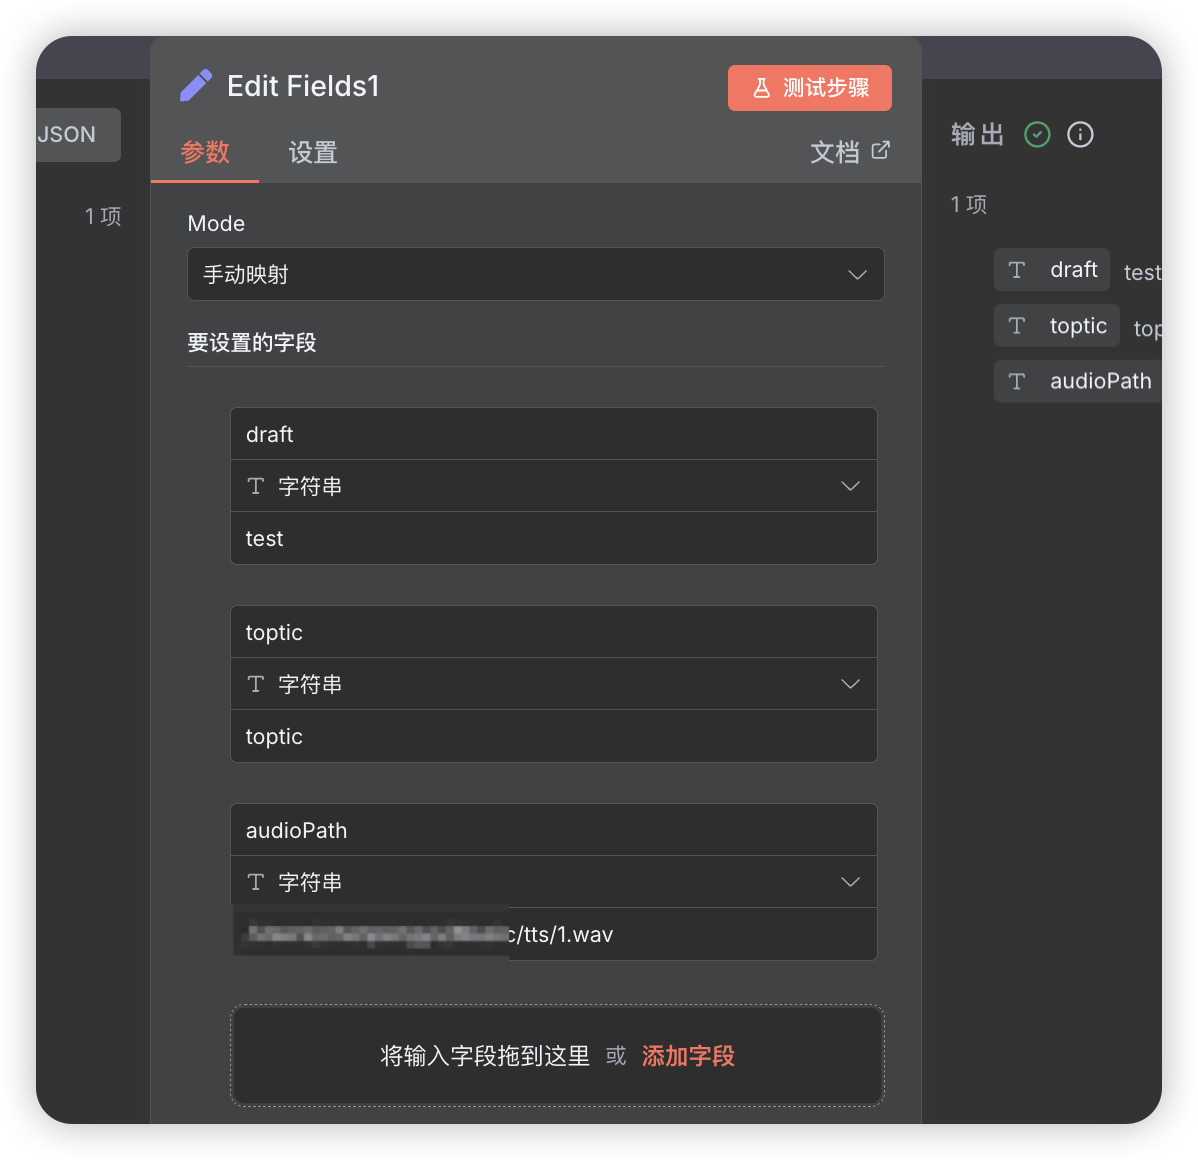 JSON
1 项
Edit Fields1
测试步骤
参数
设置
文档
Mode
手动映射
要设置的字段
draft
字符串
test
toptic
字符串
toptic
audioPath
字符串
c/tts/1.wav
将输入字段拖到这里 或 添加字段
输出
1 项
draft test
toptic top
audioPath